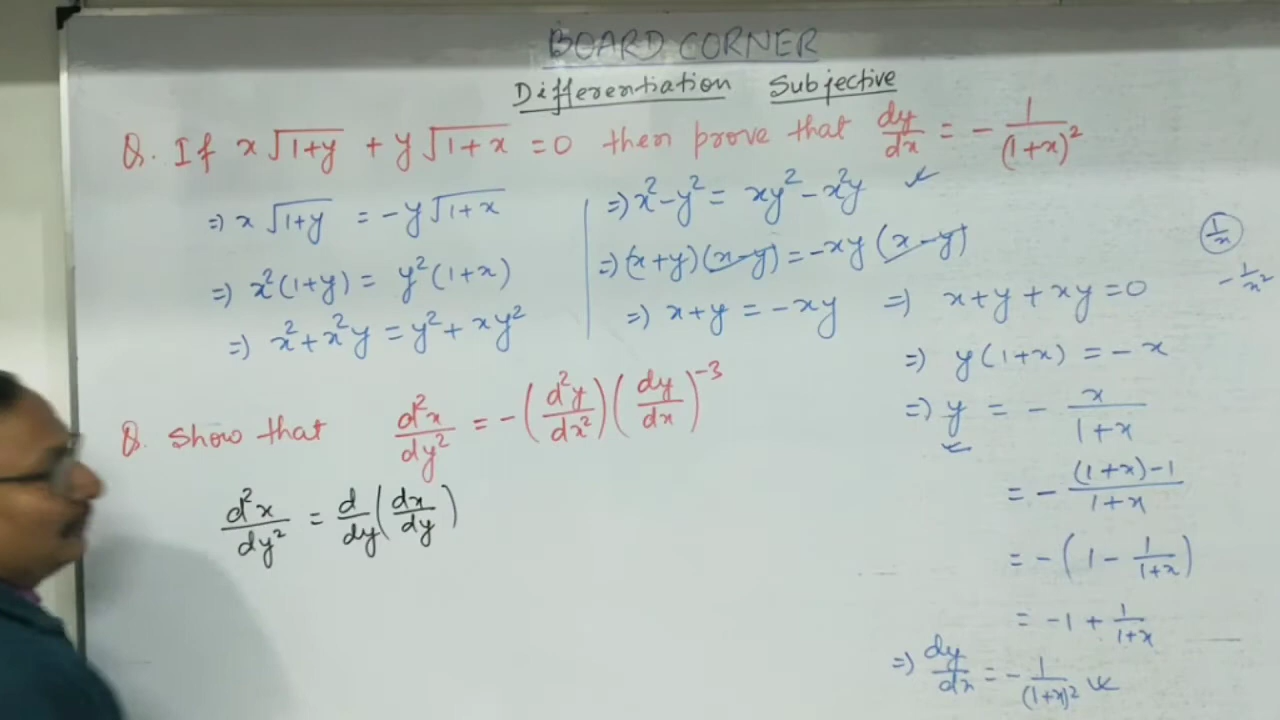 BOARD CORNER
Differentiation Subjective
Q. If x√(1+y) + y√(1+x) = 0 then prove that dy/dx = - 1/(1+x)²
⇒ x√(1+y) = -y√(1+x)
⇒ x²(1+y) = y²(1+x)
⇒ x²+x²y = y²+xy²
⇒ x²-y² = xy²-x²y
⇒ (x+y)(x-y) = -xy(x-y)
⇒ x+y = -xy
⇒ x+y+xy = 0
⇒ y(1+x) = -x
⇒ y = - x/(1+x)
= - ((1+x)-1)/(1+x)
= -(1 - 1/(1+x))
= -1 + 1/(1+x)
⇒ dy/dx = - 1/(1+x)²
1/x
- 1/x²
Q. Show that d²x/dy² = -(d²y/dx²)(dy/dx)⁻³
d²x/dy² = d/dy(dx/dy)